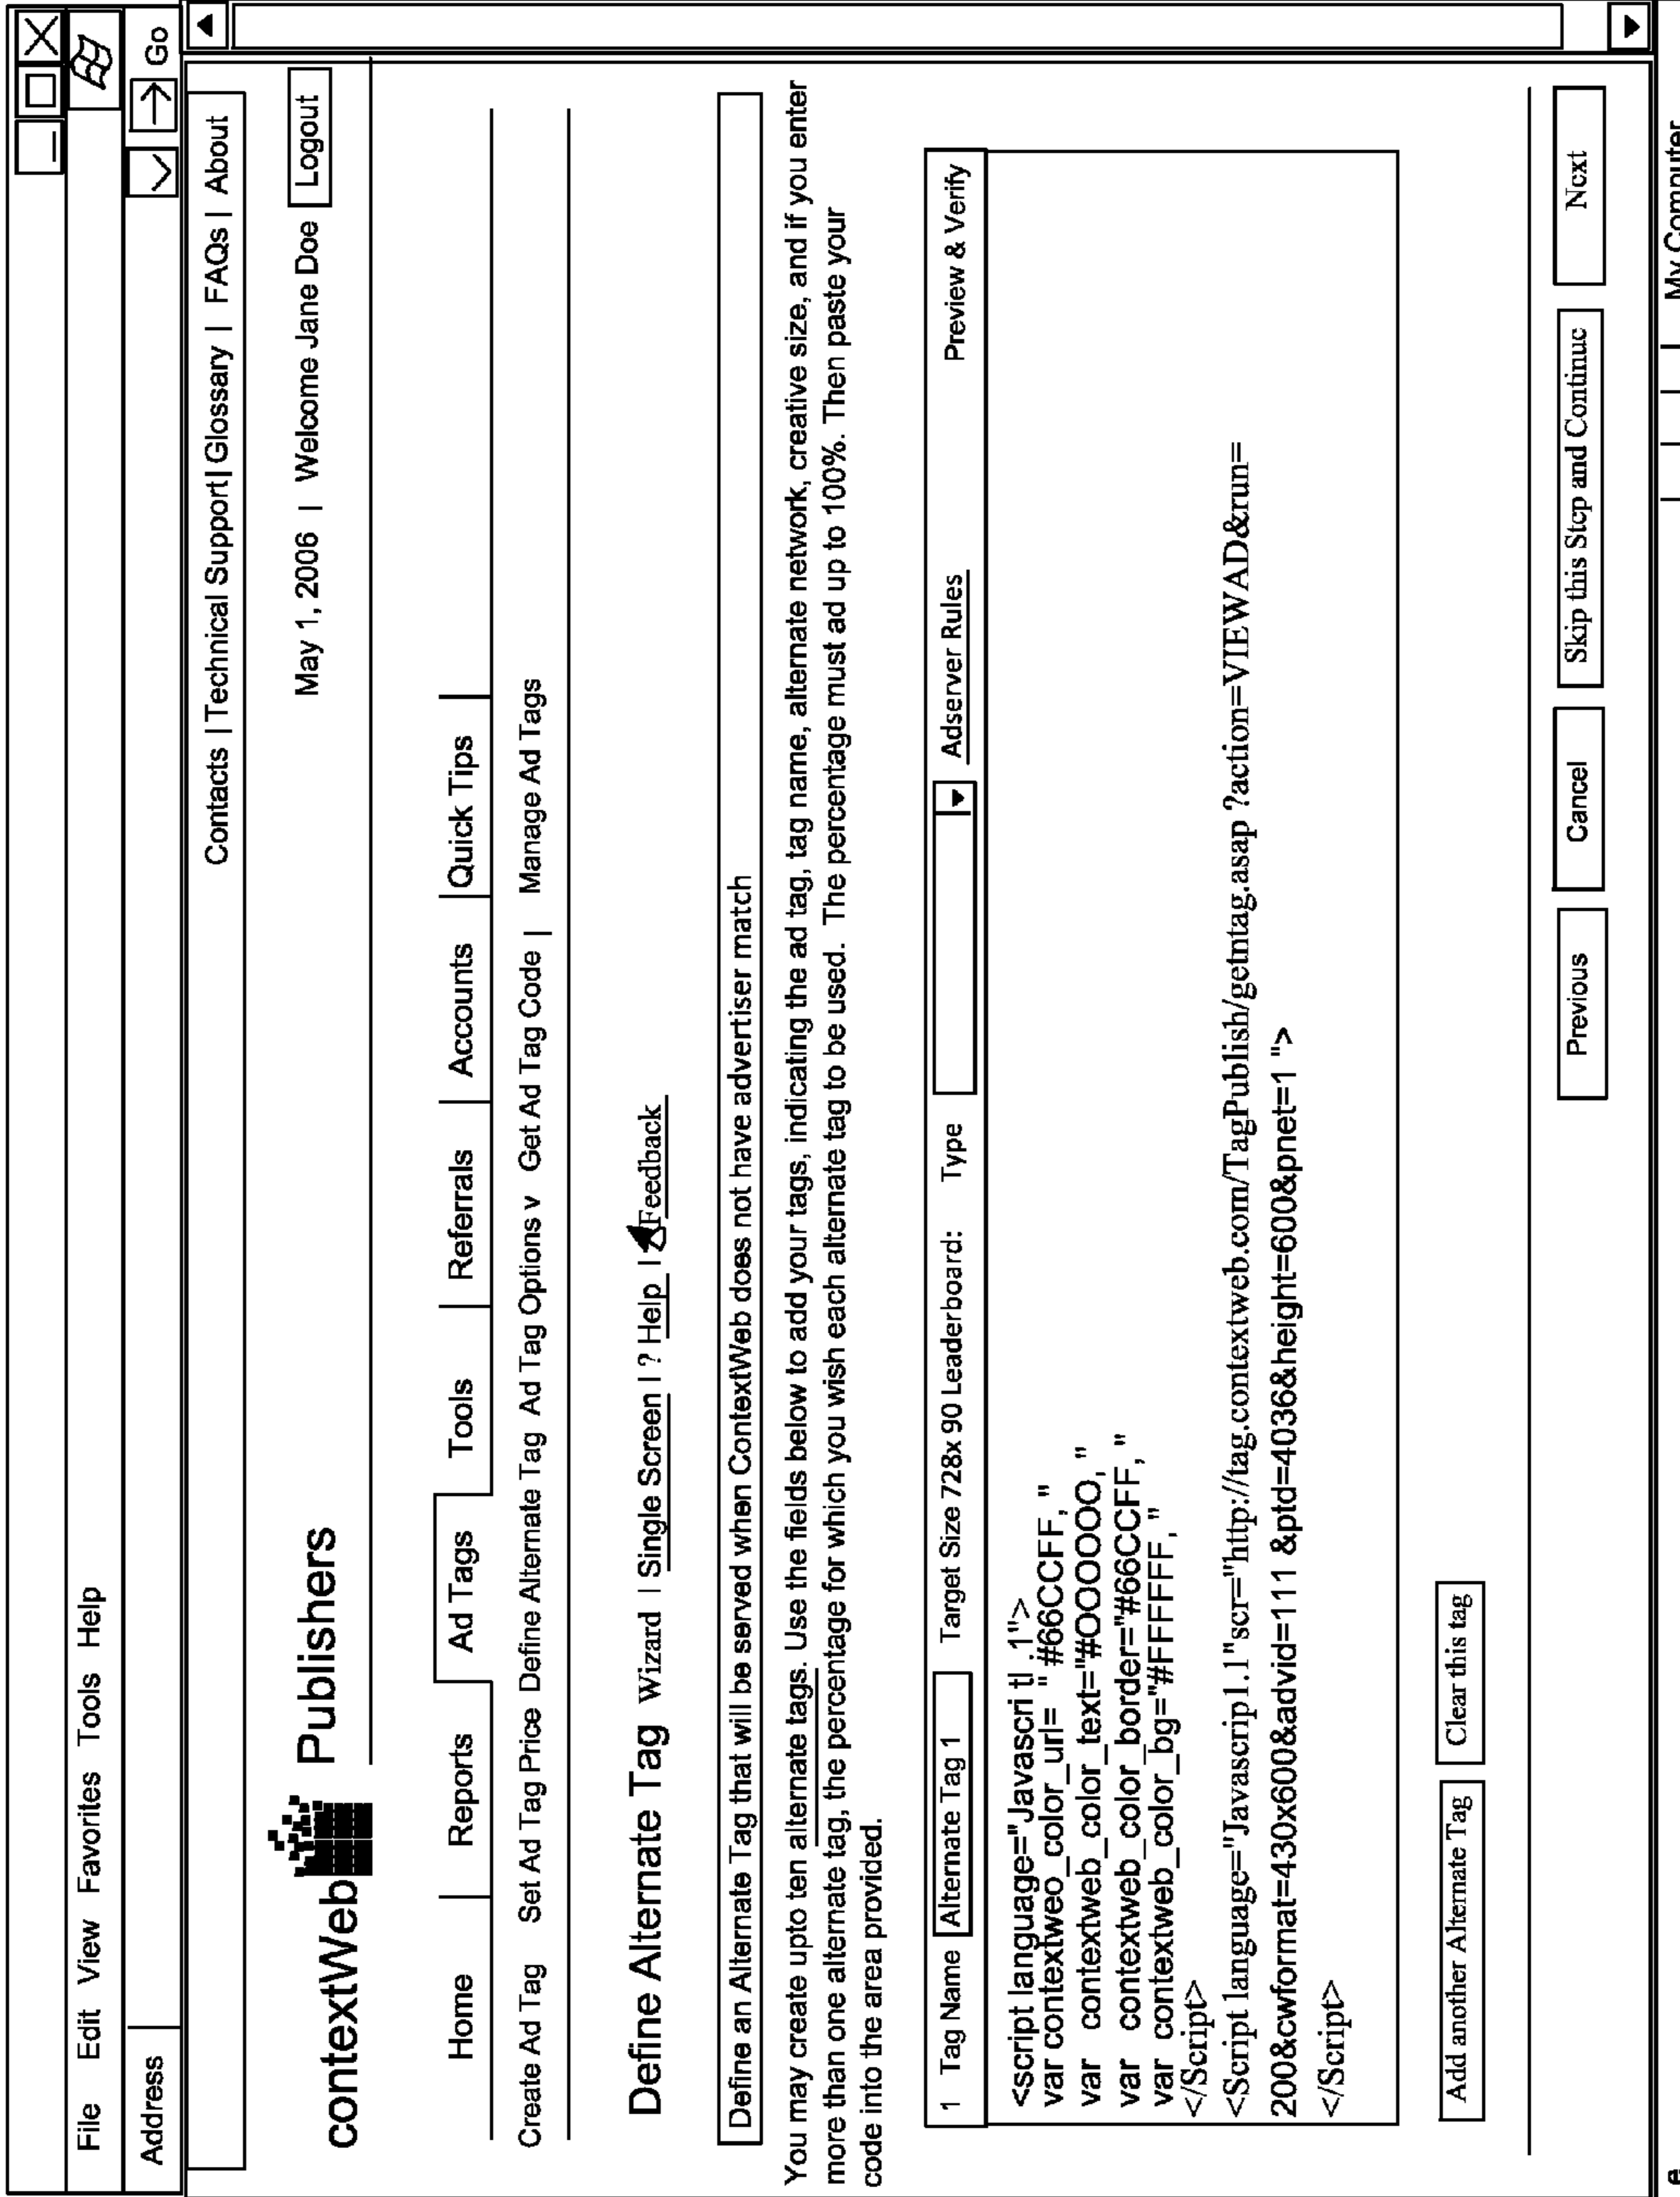 File Edit View Favorites Tools Help
Address Go
Contacts | Technical Support | Glossary | FAQs | About
contextWeb Publishers May 1, 2006 | Welcome Jane Doe Logout
Home Reports Ad Tags Tools Referrals Accounts Quick Tips
Create Ad Tag Set Ad Tag Price Define Alternate Tag Ad Tag Options v Get Ad Tag Code | Manage Ad Tags
Define Alternate Tag Wizard | Single Screen | ? Help | Feedback
Define an Alternate Tag that will be served when ContextWeb does not have advertiser match
You may create upto ten alternate tags. Use the fields below to add your tags, indicating the ad tag, tag name, alternate network, creative size, and if you enter
more than one alternate tag, the percentage for which you wish each alternate tag to be used. The percentage must ad up to 100%. Then paste your
code into the area provided.
1 Tag Name Alternate Tag 1 Target Size 728x 90 Leaderboard: Type Adserver Rules Preview & Verify
<script language="Javascri tl .1">
var contextweo_color_url= " #66CCFF, "
var contextweb_color_text="#OOOOOO, "
var contextweb_color_border="#66CCFF, "
var contextweb_color_bg="#FFFFFF, "
</Script>
<Script language="Javascrip1.1"scr="http://tag.contextweb.com/TagPublish/getntag.asap ?action=VIEWAD&run=
200&cwformat=430x600&advid=111 &ptd=4036&height=600&pnet=1 ">
</Script>
Add another Alternate Tag Clear this tag
Previous Cancel Skip this Step and Continue Next
e My Computer